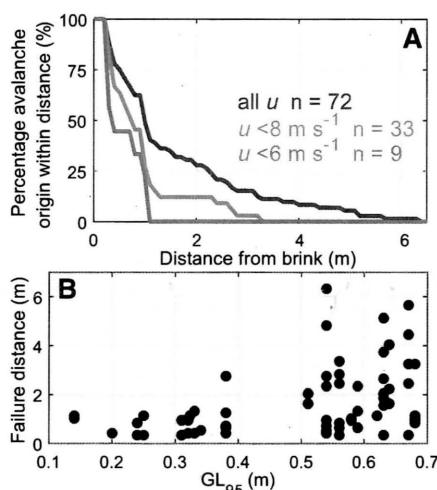 A
Percentage avalanche
origin within distance (%)
100
75
50
25
0
all u n = 72
u <8 m s⁻¹ n = 33
u <6 m s⁻¹ n = 9
0 2 4 6
Distance from brink (m)
B
Failure distance (m)
6
4
2
0
0.1 0.2 0.3 0.4 0.5 0.6 0.7
GL95 (m)